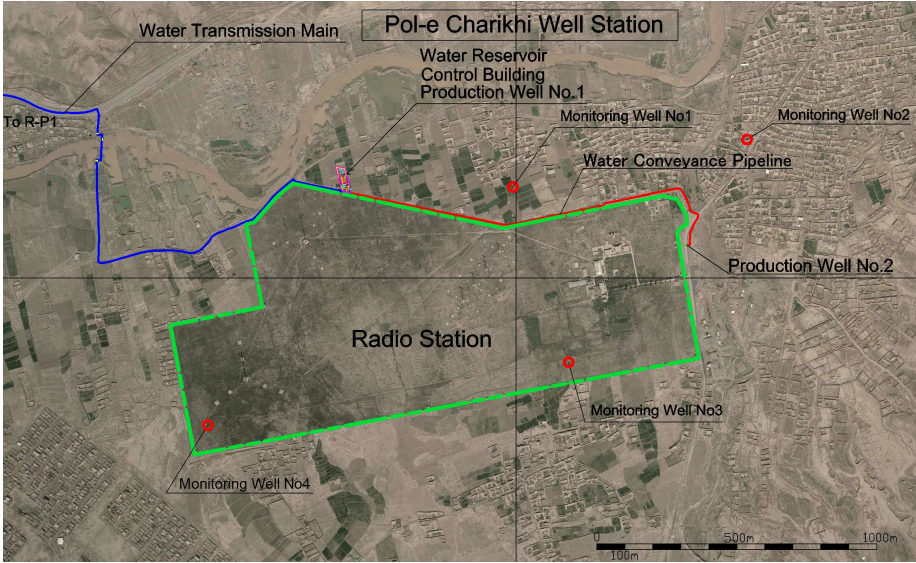 Pol-e Charikhi Well Station
Water Transmission Main
Water Reservoir
Control Building
Production Well No.1
To R-P1
Monitoring Well No1
Monitoring Well No2
Water Conveyance Pipeline
Production Well No.2
Radio Station
Monitoring Well No3
Monitoring Well No4
0
500m
1000m
100m